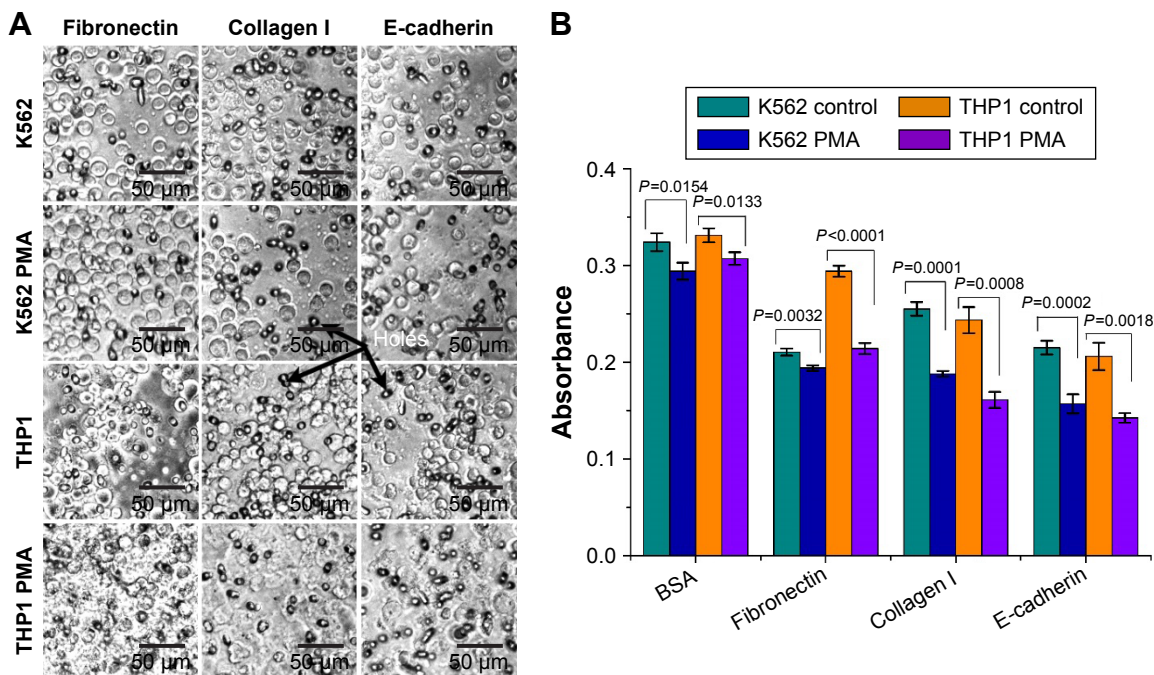 A
Fibronectin Collagen I E-cadherin
K562
50 µm 50 µm 50 µm
K562 PMA
50 µm 50 µm 50 µm
Holes
THP1
50 µm 50 µm 50 µm
THP1 PMA
50 µm 50 µm 50 µm
B
K562 control THP1 control
K562 PMA THP1 PMA
Absorbance
0.4
0.3
0.2
0.1
0.0
P=0.0154
P=0.0133
P=0.0032
P<0.0001
P=0.0001
P=0.0008
P=0.0002
P=0.0018
BSA
Fibronectin
Collagen I
E-cadherin